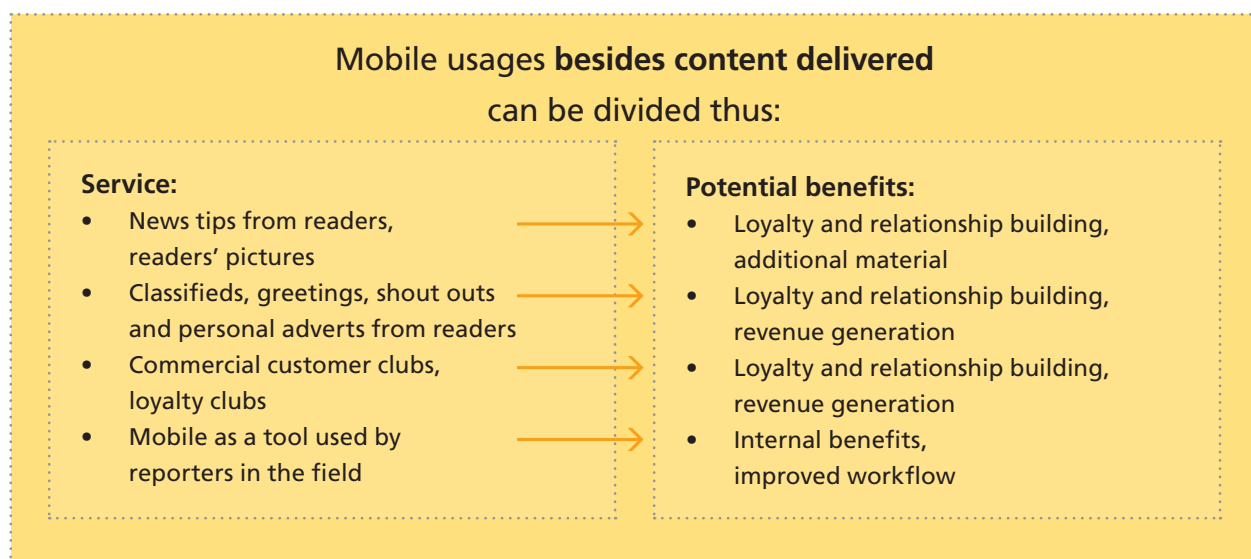 Mobile usages besides content delivered
can be divided thus:
Service:
• News tips from readers,
readers’ pictures
• Classifieds, greetings, shout outs
and personal adverts from readers
• Commercial customer clubs,
loyalty clubs
• Mobile as a tool used by
reporters in the field
Potential benefits:
• Loyalty and relationship building,
additional material
• Loyalty and relationship building,
revenue generation
• Loyalty and relationship building,
revenue generation
• Internal benefits,
improved workflow